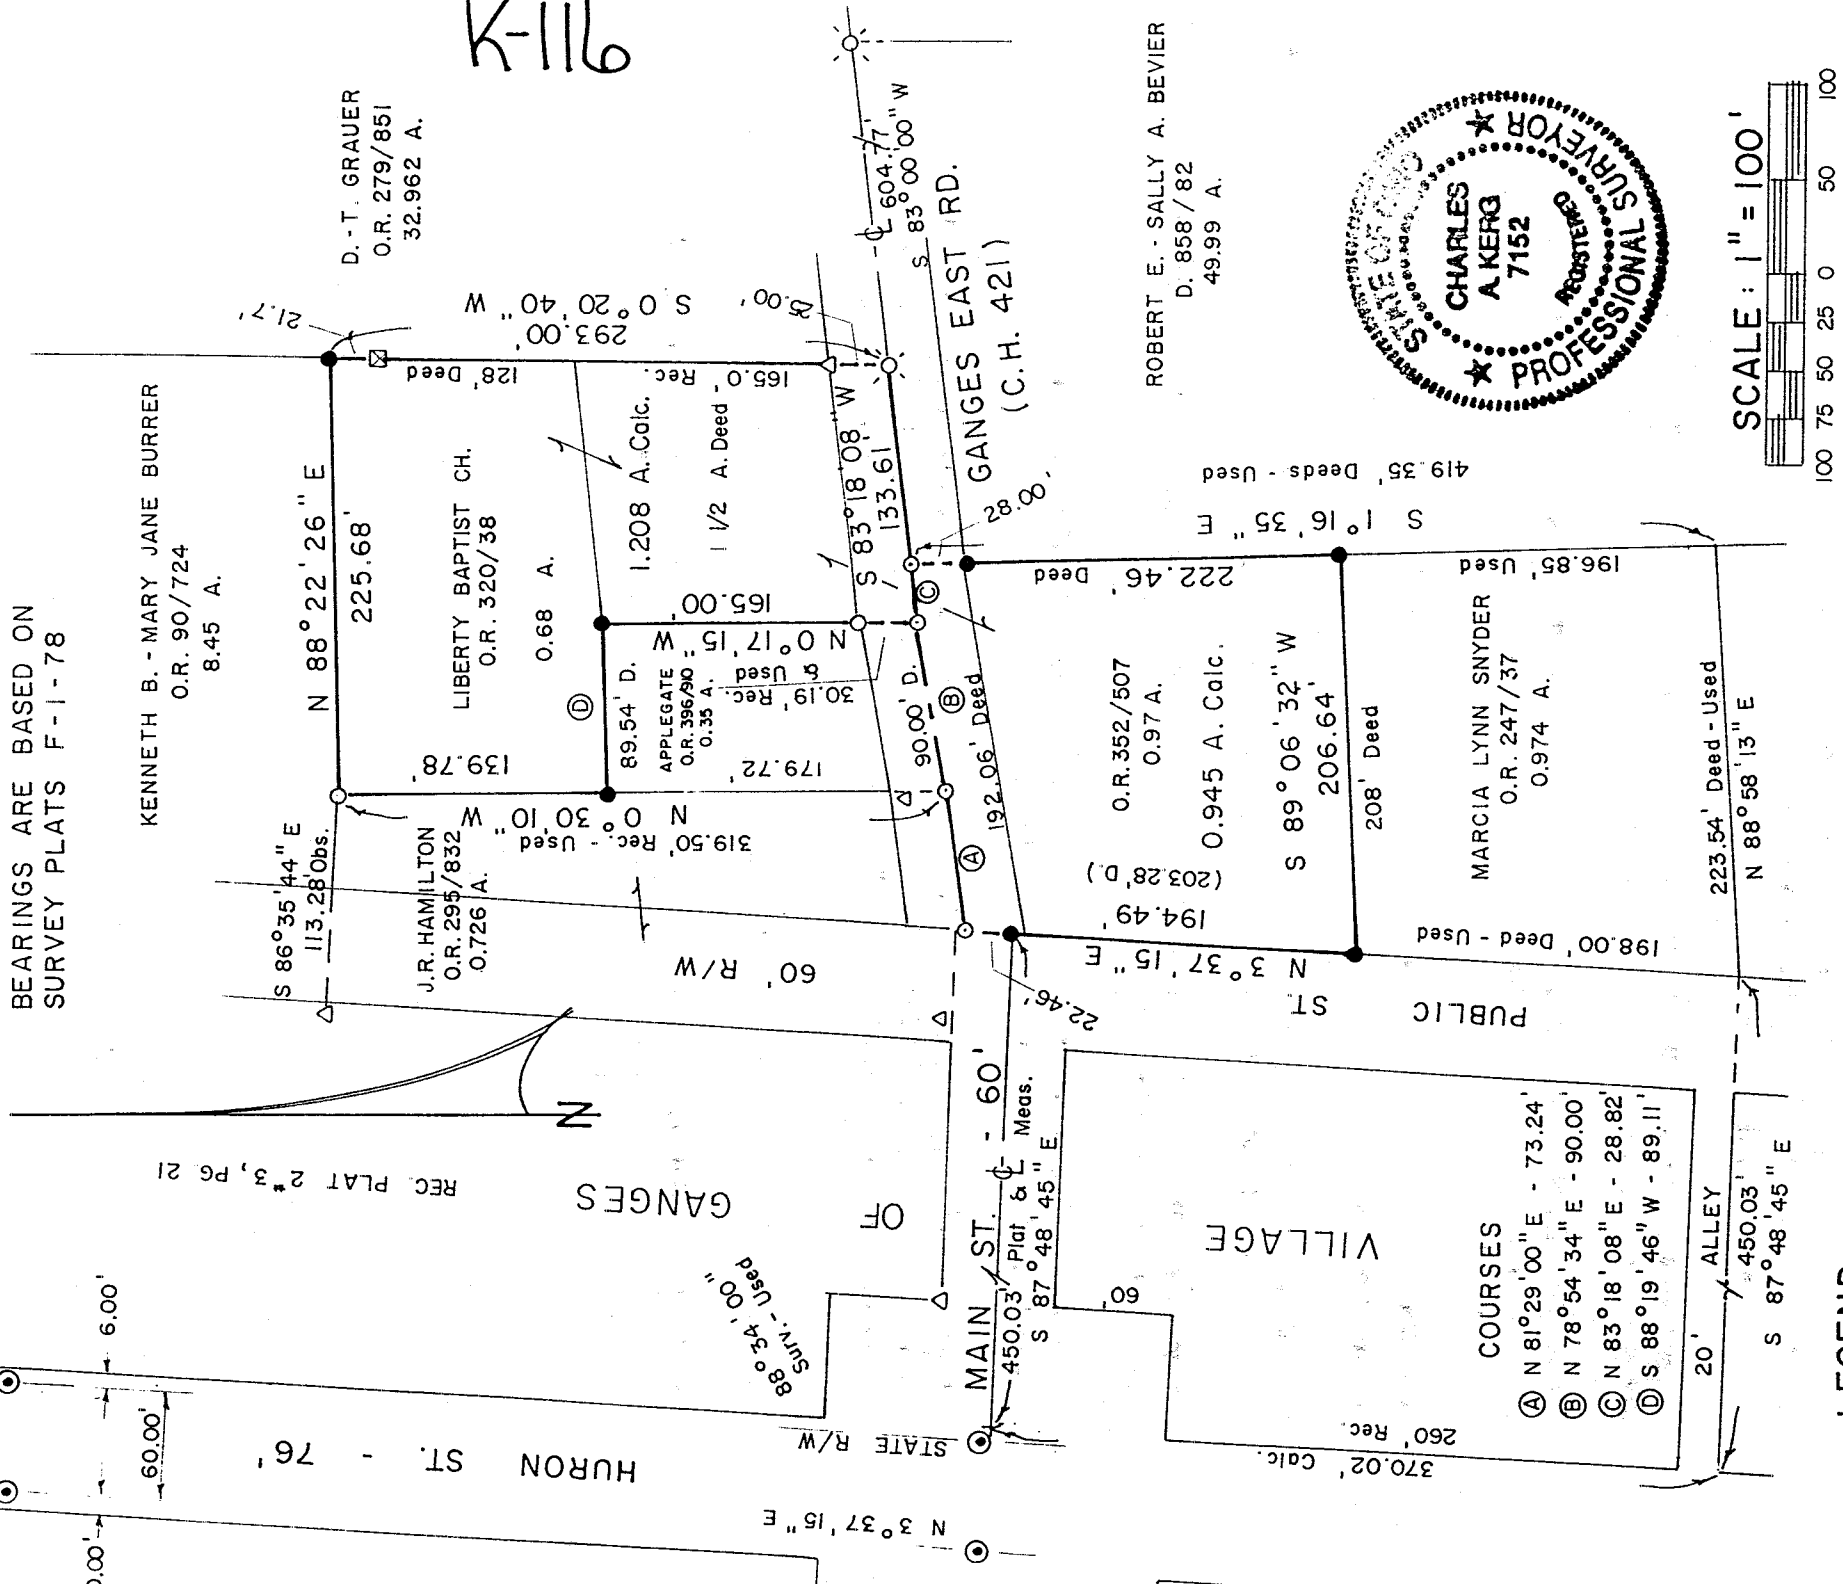 K-116
BEARINGS ARE BASED ON
SURVEY PLATS F-1-78
D.-T. GRAUER
O.R. 279/851
32.962 A.
KENNETH B. - MARY JANE BURRER
O.R. 90/724
8.45 A.
N 88°22'26" E
225.68'
21.7'
S 0°20'40" W
293.00'
128' Deed
165.0' Rec.
25.00'
LIBERTY BAPTIST CH.
O.R. 320/38
0.68 A.
1.208 A. Calc.
1 1/2 A. Deed
S 83°18'08" W
133.61'
℄ 604.77'
S 83°00'00" W
GANGES EAST RD.
(C.H. 421)
28.00'
ROBERT E. - SALLY A. BEVIER
D. 858/82
49.99 A.
STATE OF OHIO
CHARLES
A. KERG
7152
REGISTERED
PROFESSIONAL SURVEYOR
SCALE : 1" = 100'
100 75 50 25 0 50 100
165.00'
N 0°17'15" W
D
89.54' D.
APPLEGATE
O.R. 396/910
0.35 A.
30.19' Rec.
& Used
90.00' D.
A
B
C
192.06' Deed
139.78'
179.72'
N 0°30'10" W
319.50' Rec. - Used
S 86°35'44" E
113.28' Obs.
J.R. HAMILTON
O.R. 295/832
0.726 A.
60' R/W
222.46' Deed
S 1°16'35" E
419.35' Deeds - Used
196.85' Used
O.R. 352/507
0.97 A.
0.945 A. Calc.
S 89°06'32" W
206.64'
208' Deed
(203.28' D.)
194.49'
N 3°37'15" E
22.46'
MARCIA LYNN SNYDER
O.R. 247/37
0.974 A.
223.54' Deed - Used
N 88°58'13" E
198.00' Deed - Used
PUBLIC ST.
N
REC. PLAT 2#3, PG 21
VILLAGE OF GANGES
MAIN ST. - 60'
450.03' Plat & ℄ Meas.
S 87°48'45" E
60'
88°34'00"
Surv. - Used
6.00'
60.00'
HURON ST. - 76'
STATE R/W
N 3°37'15" E
260' Rec.
370.02' Calc.
COURSES
A N 81°29'00" E - 73.24'
B N 78°54'34" E - 90.00'
C N 83°18'08" E - 28.82'
D S 88°19'46" W - 89.11'
20' ALLEY
450.03'
S 87°48'45" E
LEGEND